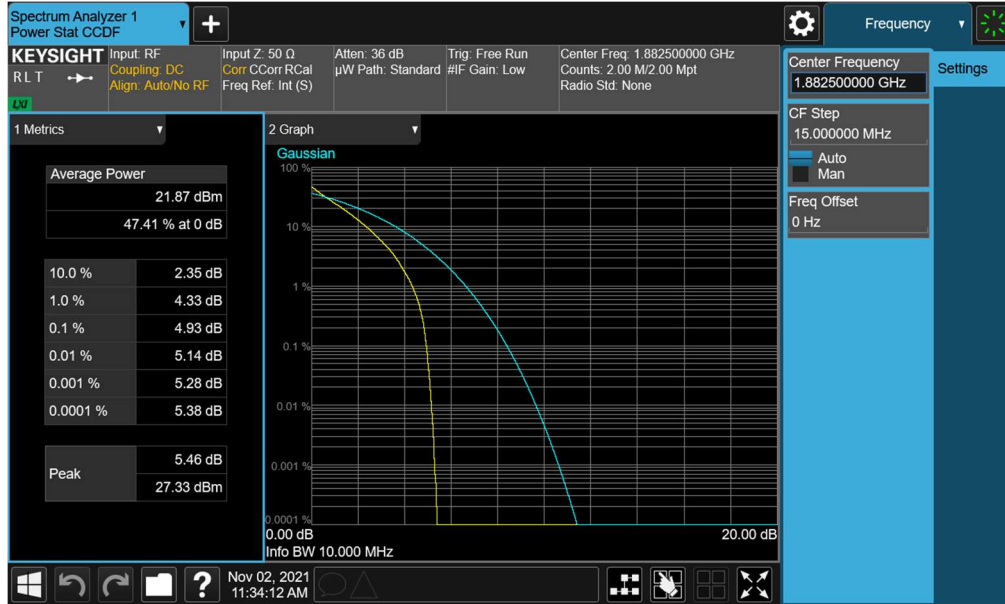 Spectrum Analyzer 1
Power Stat CCDF
+
Frequency
KEYSIGHT
RLT
LXI
Input: RF
Coupling: DC
Align: Auto/No RF
Input Z: 50 Ω
Corr CCorr RCal
Freq Ref: Int (S)
Atten: 36 dB
µW Path: Standard
Trig: Free Run
#IF Gain: Low
Center Freq: 1.882500000 GHz
Counts: 2.00 M/2.00 Mpt
Radio Std: None
Center Frequency
1.882500000 GHz
Settings
CF Step
15.000000 MHz
Auto
Man
Freq Offset
0 Hz
1 Metrics
Average Power
21.87 dBm
47.41 % at 0 dB
10.0 % 2.35 dB
1.0 % 4.33 dB
0.1 % 4.93 dB
0.01 % 5.14 dB
0.001 % 5.28 dB
0.0001 % 5.38 dB
Peak
5.46 dB
27.33 dBm
2 Graph
Gaussian
100 %
10 %
1 %
0.1 %
0.01 %
0.001 %
0.0001 %
0.00 dB 20.00 dB
Info BW 10.000 MHz
?
Nov 02, 2021
11:34:12 AM